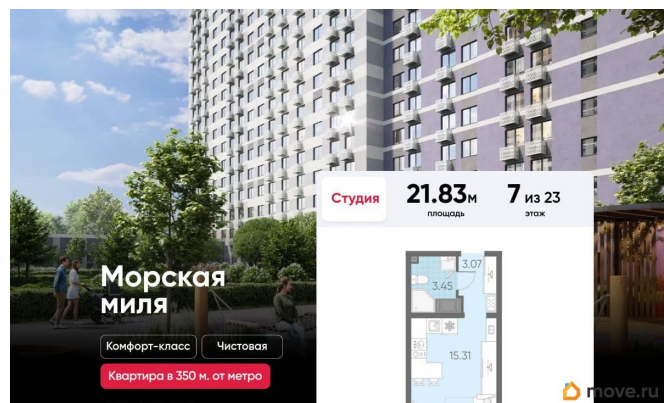 Студия
21.83м
площадь
7 из 23
этаж
3.07
3.45
15.31
Морская
миля
Комфорт-класс
Чистовая
Квартира в 350 м. от метро
move.ru